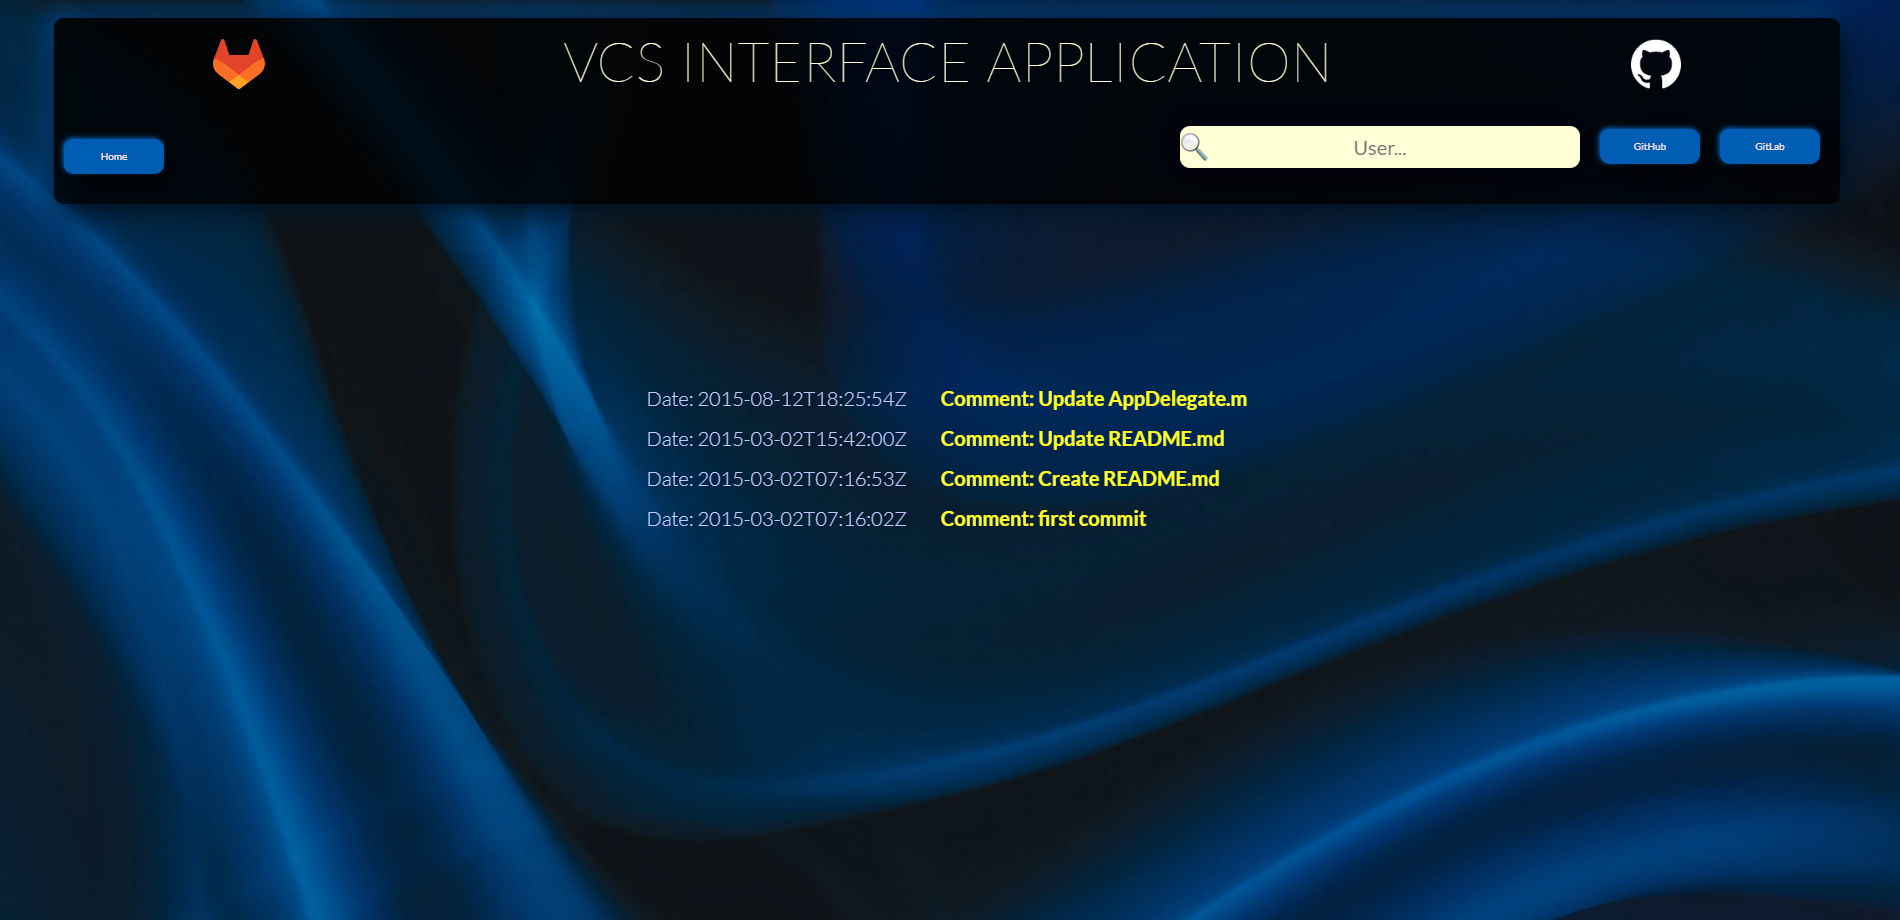 VCS INTERFACE APPLICATION
Home
User...
GitHub
GitLab
Date: 2015-08-12T18:25:54Z Comment: Update AppDelegate.m
Date: 2015-03-02T15:42:00Z Comment: Update README.md
Date: 2015-03-02T07:16:53Z Comment: Create README.md
Date: 2015-03-02T07:16:02Z Comment: first commit